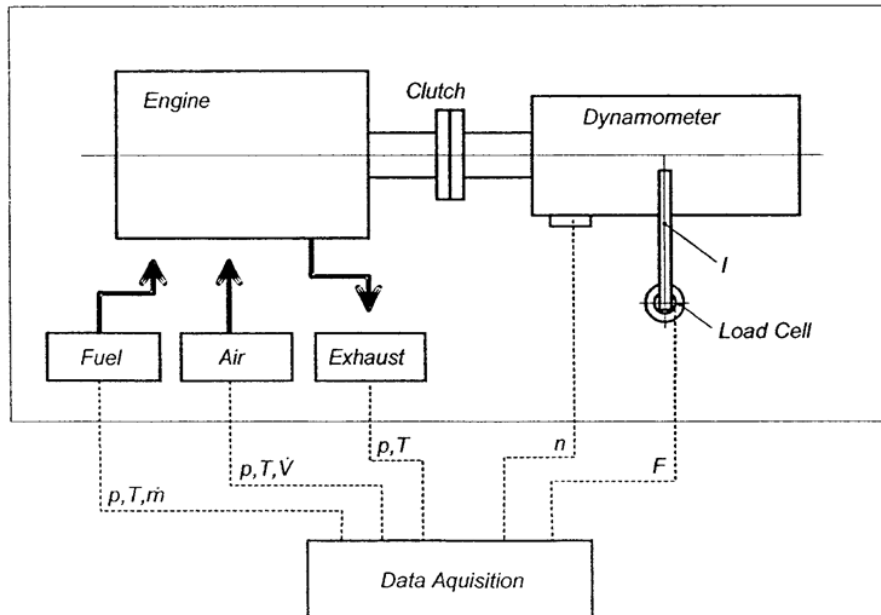 Engine
Clutch
Dynamometer
l
Load Cell
Fuel
Air
Exhaust
p,T
n
p,T,V̇
F
p,T,ṁ
Data Aquisition